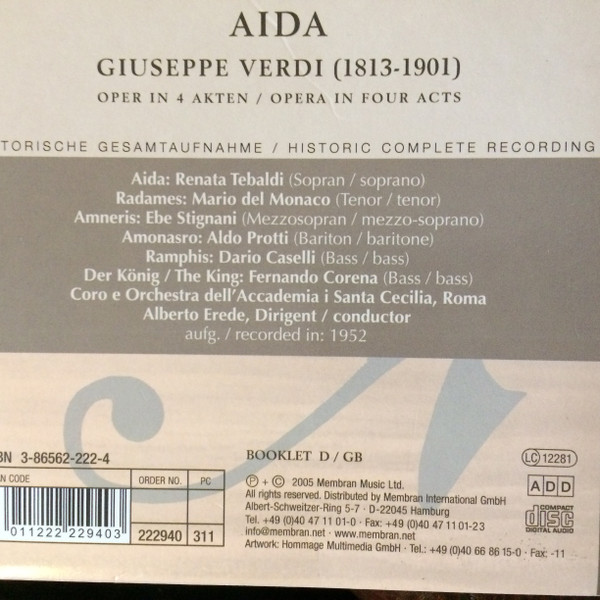 AIDA
GIUSEPPE VERDI (1813-1901)
OPER IN 4 AKTEN / OPERA IN FOUR ACTS
TORISCHE GESAMTAUFNAHME / HISTORIC COMPLETE RECORDING
Aida: Renata Tebaldi (Sopran / soprano)
Radames: Mario del Monaco (Tenor / tenor)
Amneris: Ebe Stignani (Mezzosopran / mezzo-soprano)
Amonasro: Aldo Protti (Bariton / baritone)
Ramphis: Dario Caselli (Bass / bass)
Der König / The King: Fernando Corena (Bass / bass)
Coro e Orchestra dell'Accademia i Santa Cecilia, Roma
Alberto Erede, Dirigent / conductor
aufg. / recorded in: 1952
BN 3-86562-222-4
N CODE
ORDER NO.
PC
011222 229403
222940
311
BOOKLET D / GB
℗ + © 2005 Membran Music Ltd.
All rights reserved. Distributed by Membran International GmbH
Albert-Schweitzer-Ring 5-7 · D-22045 Hamburg
Tel. +49 (0)40 47 11 01-0 · Fax: +49 (0)40 47 11 01-23
info@membran.net · www.membran.net
Artwork: Hommage Multimedia GmbH · Tel.: +49 (0)40 66 86 15-0 · Fax: -11
LC 12281
ADD
COMPACT
disc
DIGITAL AUDIO